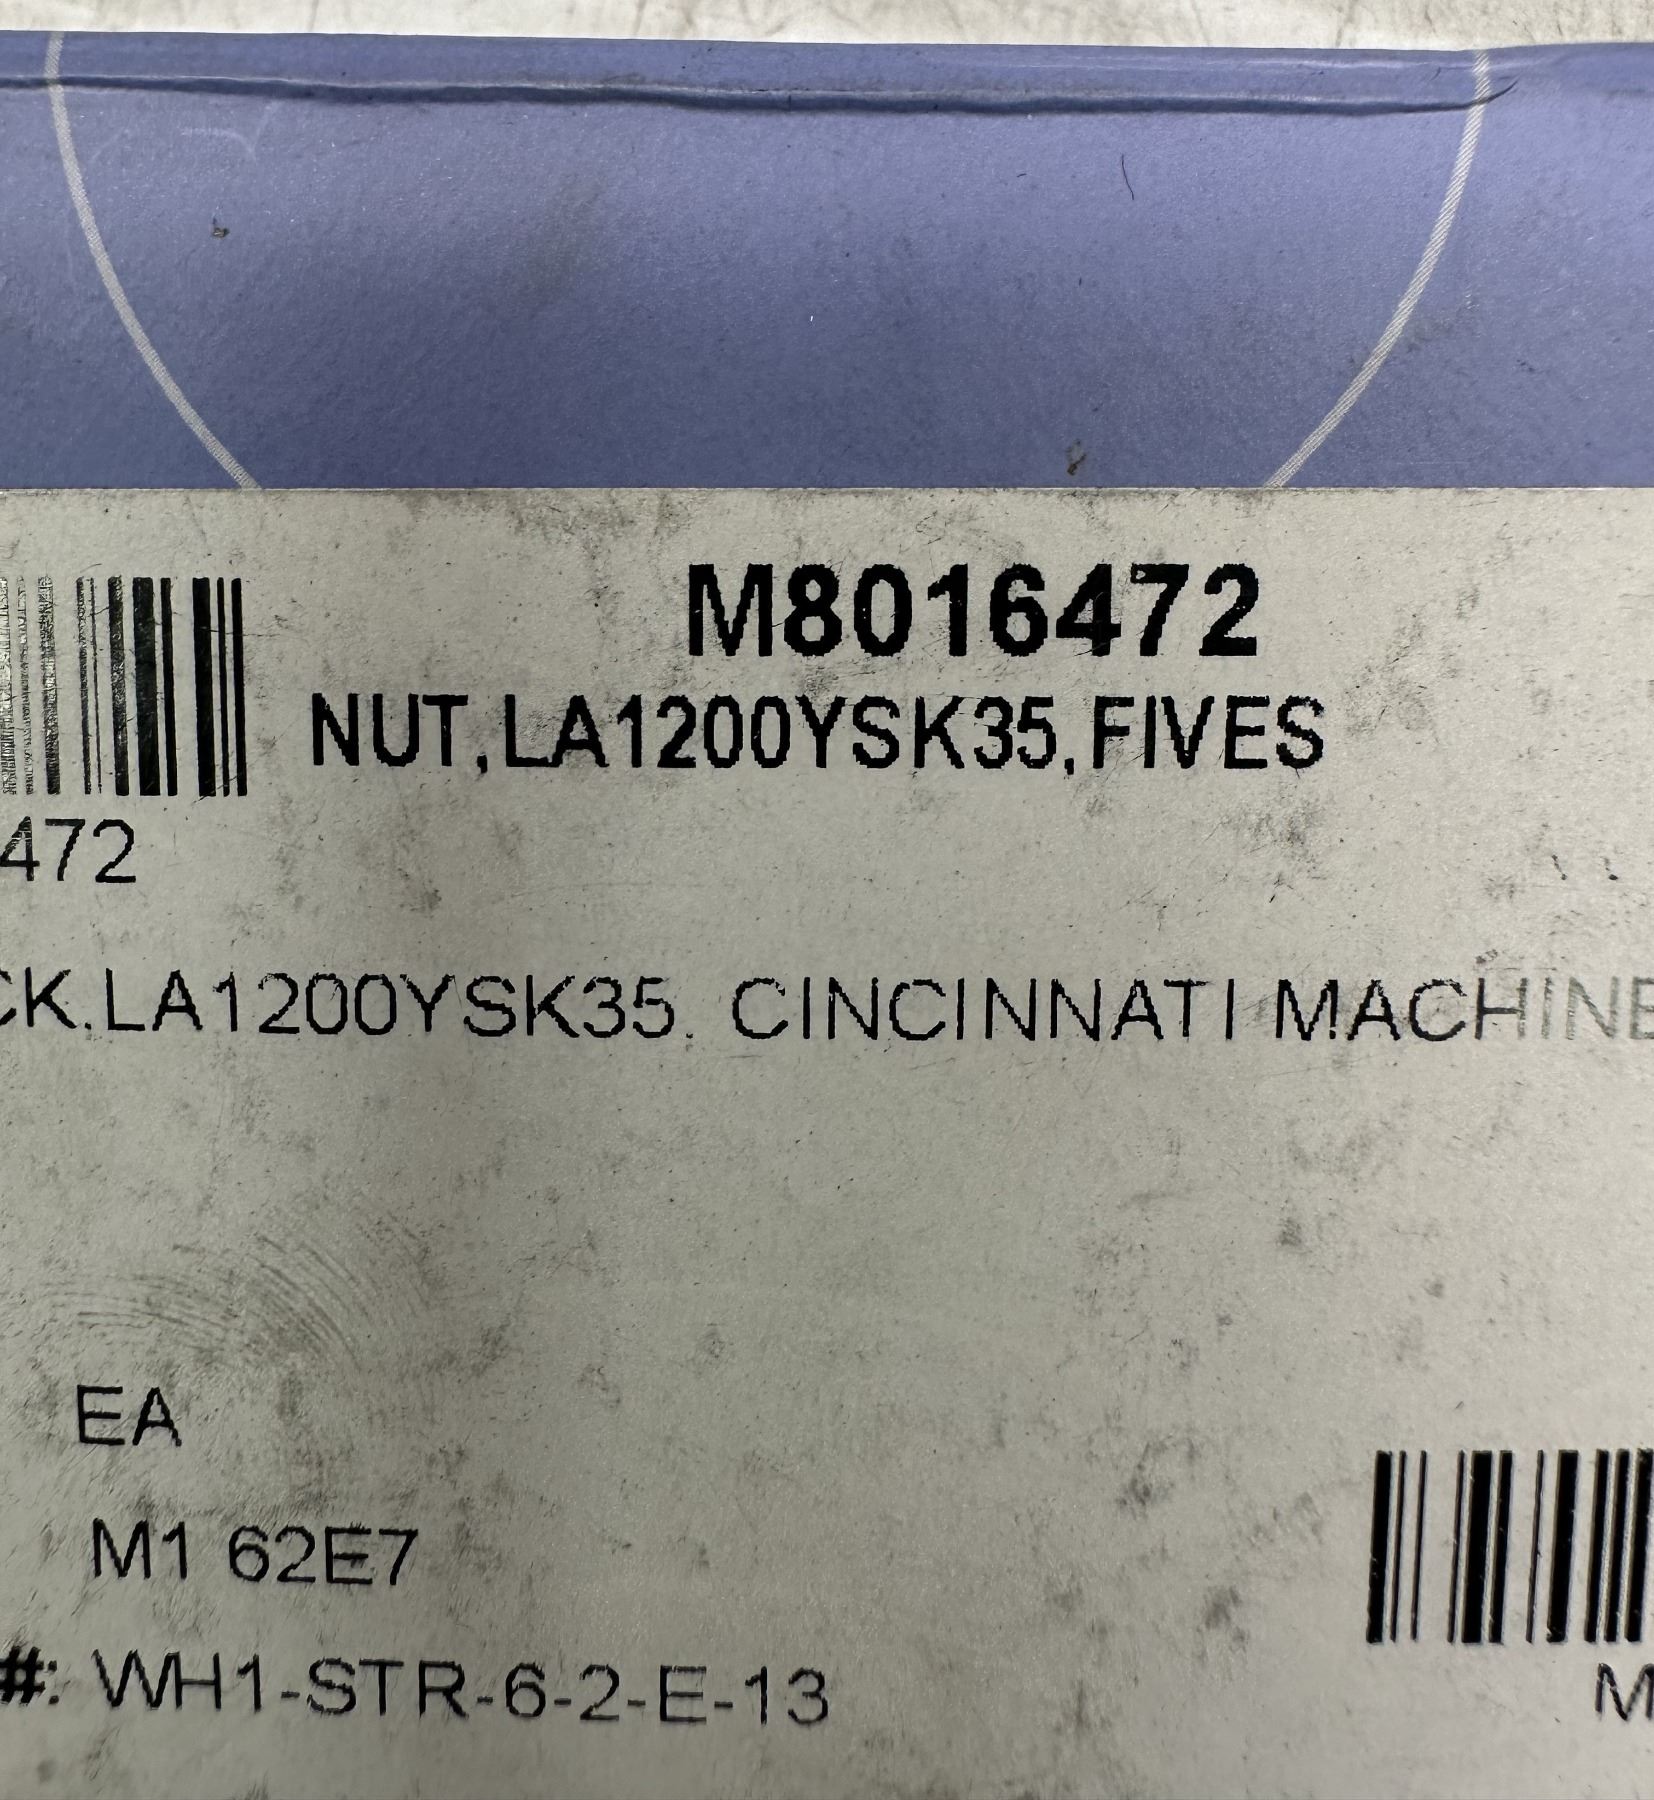 M8016472
NUT,LA1200YSK35,FIVES
472
CK,LA1200YSK35. CINCINNATI MACHINE
EA
M1 62E7
#: WH1-STR-6-2-E-13
M